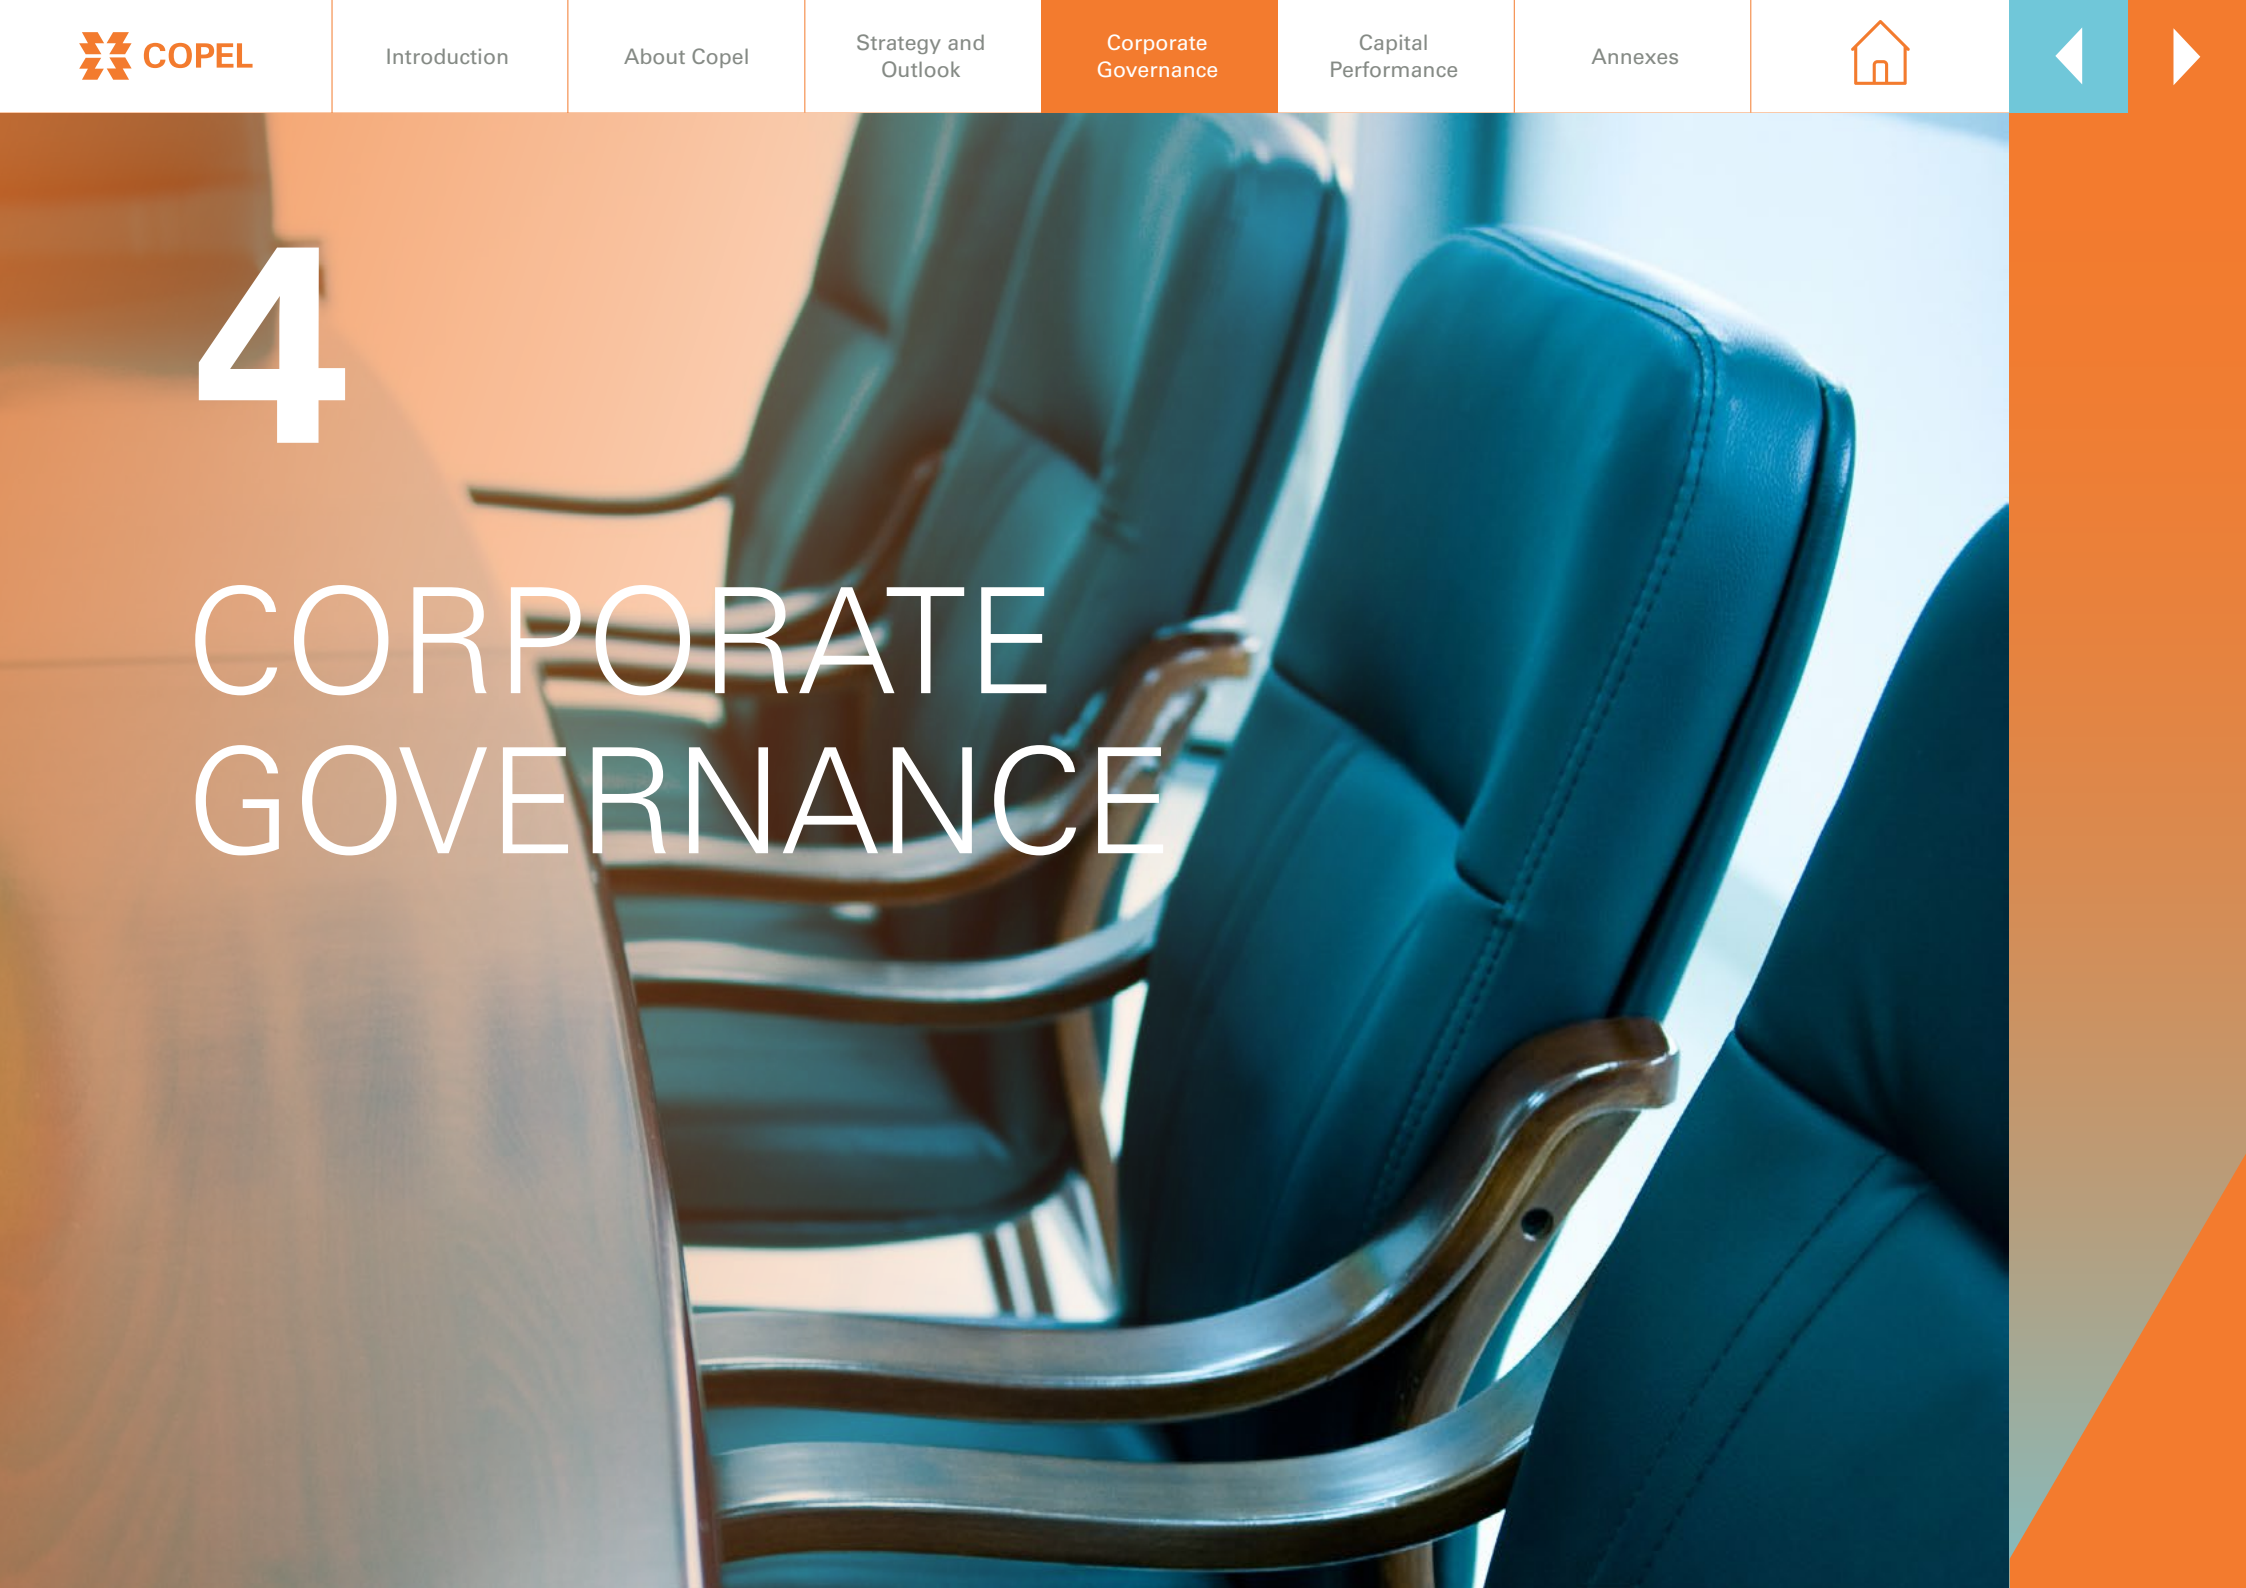 COPEL
Introduction
About Copel
Strategy and
Outlook
Corporate
Governance
Capital
Performance
Annexes
4
CORPORATE
GOVERNANCE